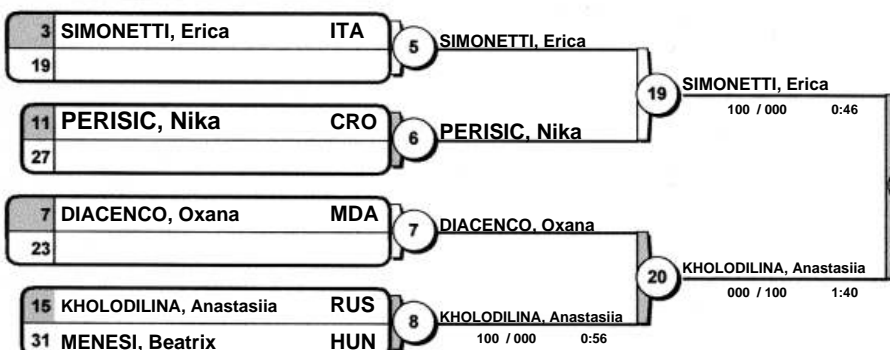 3 SIMONETTI, Erica ITA
19
5 SIMONETTI, Erica
11 PERISIC, Nika CRO
27
6 PERISIC, Nika
19 SIMONETTI, Erica
100 / 000 0:46
7 DIACENCO, Oxana MDA
23
7 DIACENCO, Oxana
15 KHOLODILINA, Anastasiia RUS
31 MENESI, Beatrix HUN
8 KHOLODILINA, Anastasiia
100 / 000 0:56
20 KHOLODILINA, Anastasiia
000 / 100 1:40